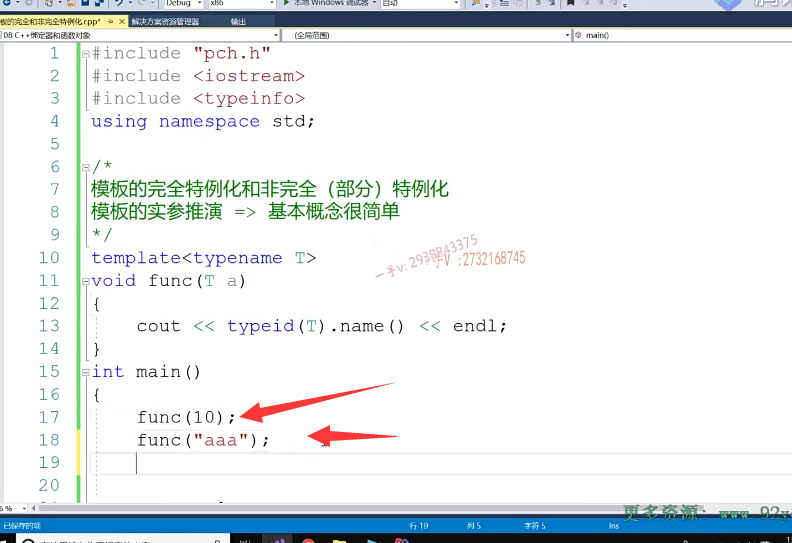 板的完全和非完全特例化.cpp*
解决方案资源管理器
输出
Debug
x86
本地 Windows 调试器
自动
08 C++绑定器和函数对象
(全局范围)
main()
1 #include "pch.h"
2 #include <iostream>
3 #include <typeinfo>
4 using namespace std;
5
6 /*
7 模板的完全特例化和非完全（部分）特例化
8 模板的实参推演 => 基本概念很简单
9 */
10 template<typename T>
11 void func(T a)
12 {
13 cout << typeid(T).name() << endl;
14 }
15 int main()
16 {
17 func(10);
18 func("aaa");
19
20
一手v:2938843375
手V :2732168745
更多资源: www.92y
已保存的项
行 19
列 5
字符 5
Ins